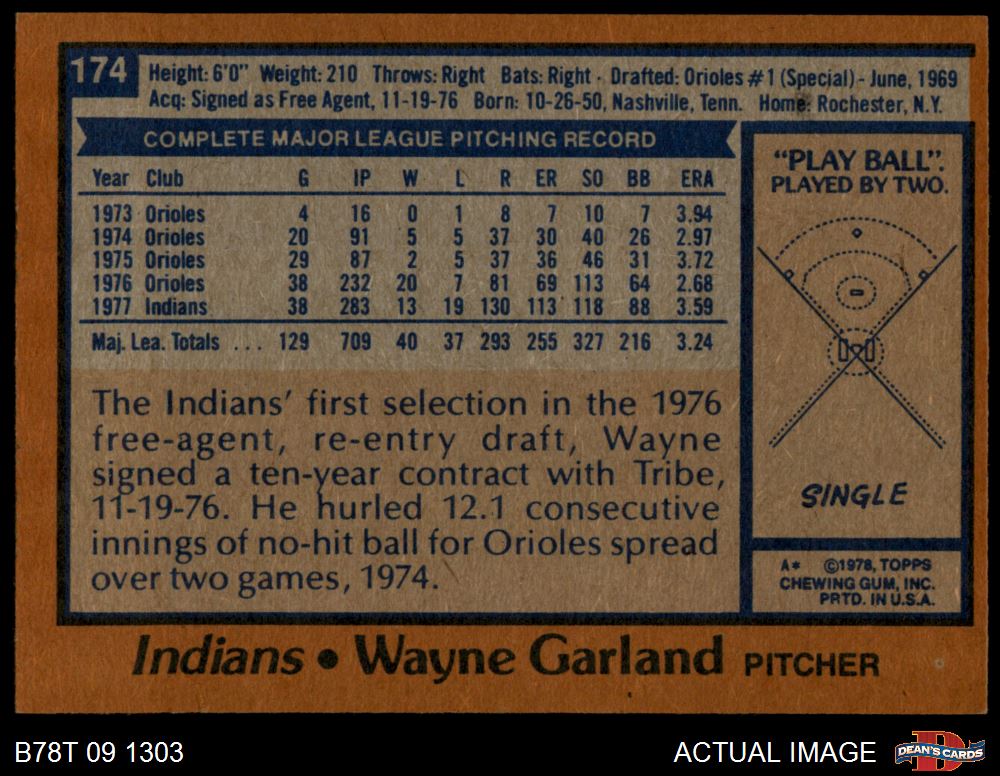 174
Height: 6'0" Weight: 210 Throws: Right Bats: Right · Drafted: Orioles #1 (Special) - June, 1969
Acq: Signed as Free Agent, 11-19-76 Born: 10-26-50, Nashville, Tenn. Home: Rochester, N.Y.
COMPLETE MAJOR LEAGUE PITCHING RECORD
Year Club G IP W L R ER SO BB ERA
1973 Orioles 4 16 0 1 8 7 10 7 3.94
1974 Orioles 20 91 5 5 37 30 40 26 2.97
1975 Orioles 29 87 2 5 37 36 46 31 3.72
1976 Orioles 38 232 20 7 81 69 113 64 2.68
1977 Indians 38 283 13 19 130 113 118 88 3.59
Maj. Lea. Totals ... 129 709 40 37 293 255 327 216 3.24
The Indians' first selection in the 1976
free-agent, re-entry draft, Wayne
signed a ten-year contract with Tribe,
11-19-76. He hurled 12.1 consecutive
innings of no-hit ball for Orioles spread
over two games, 1974.
"PLAY BALL".
PLAYED BY TWO.
SINGLE
A* ©1978, TOPPS
CHEWING GUM, INC.
PRTD. IN U.S.A.
Indians • Wayne Garland PITCHER
B78T 09 1303
ACTUAL IMAGE
D
DEAN'S CARDS